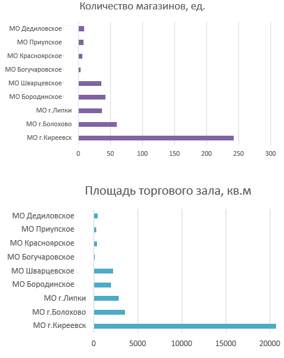 Количество магазинов, ед.
МО Дедиловское
МО Приупское
МО Красноярское
МО Богучаровское
МО Шварцевское
МО Бородинское
МО г.Липки
МО г.Болохово
МО г.Киреевск
0 50 100 150 200 250 300
Площадь торгового зала, кв.м
МО Дедиловское
МО Приупское
МО Красноярское
МО Богучаровское
МО Шварцевское
МО Бородинское
МО г.Липки
МО г.Болохово
МО г.Киреевск
0 5000 10000 15000 20000